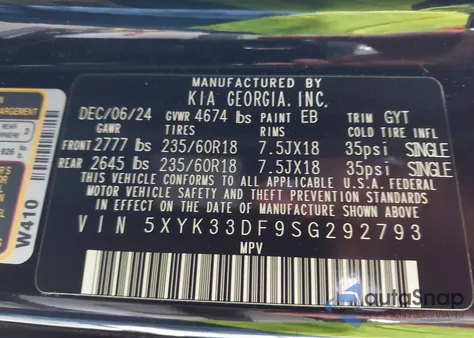 MANUFACTURED BY
KIA GEORGIA. INC.
DEC/06/24 GVWR 4674 lbs PAINT EB TRIM GYT
GAWR TIRES RIMS COLD TIRE INFL
FRONT 2777 lbs 235/60R18 7.5JX18 35psi SINGLE
REAR 2645 lbs 235/60R18 7.5JX18 35psi SINGLE
THIS VEHICLE CONFORMS TO ALL APPLICABLE U.S.A. FEDERAL
MOTOR VEHICLE SAFETY, BUMPER, AND THEFT PREVENTION STANDARDS
IN EFFECT ON THE DATE OF MANUFACTURE SHOWN ABOVE.
VIN 5XYK33DF9SG292793
MPV
W410
autoSnap